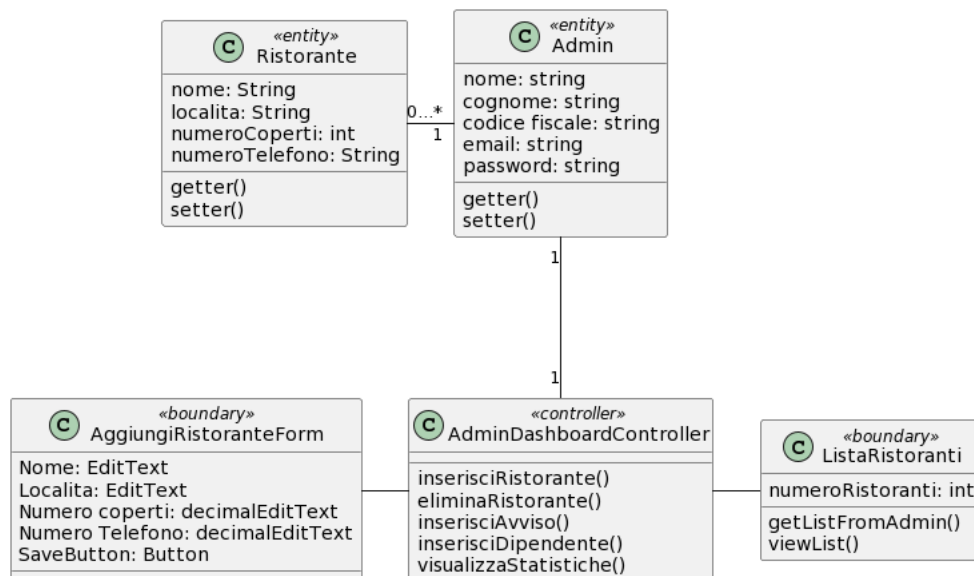 C «entity»
Ristorante
nome: String
localita: String
numeroCoperti: int
numeroTelefono: String
getter()
setter()
0...*
1
C «entity»
Admin
nome: string
cognome: string
codice fiscale: string
email: string
password: string
getter()
setter()
1
1
C «boundary»
AggiungiRistoranteForm
Nome: EditText
Localita: EditText
Numero coperti: decimalEditText
Numero Telefono: decimalEditText
SaveButton: Button
C «controller»
AdminDashboardController
inserisciRistorante()
eliminaRistorante()
inserisciAvviso()
inserisciDipendente()
visualizzaStatistiche()
C «boundary»
ListaRistoranti
numeroRistoranti: int
getListFromAdmin()
viewList()